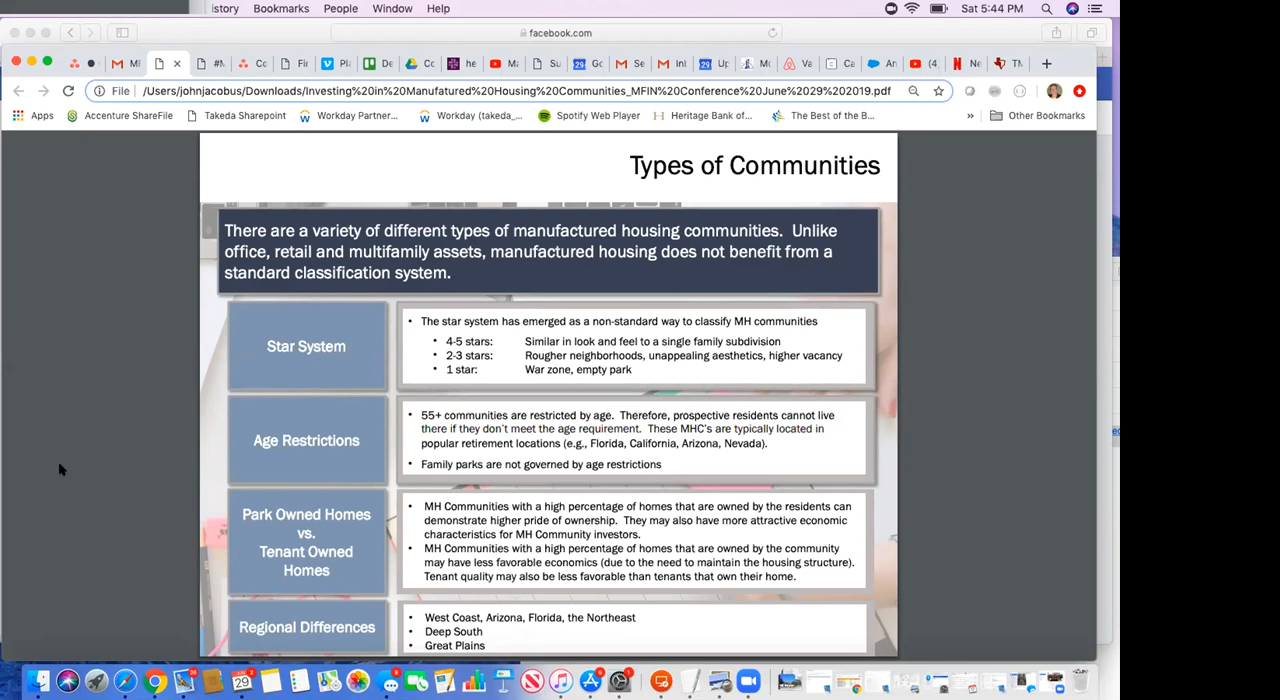 istory Bookmarks People Window Help Sat 5:44 PM
facebook.com
File /Users/johnjacobus/Downloads/Investing%20in%20Manufatured%20Housing%20Communities_MFIN%20Conference%20June%2029%202019.pdf
Apps Accenture ShareFile Takeda Sharepoint Workday Partner... Workday (takeda_... Spotify Web Player Heritage Bank of... The Best of the B... » Other Bookmarks
Types of Communities
There are a variety of different types of manufactured housing communities. Unlike
office, retail and multifamily assets, manufactured housing does not benefit from a
standard classification system.
Star System
• The star system has emerged as a non-standard way to classify MH communities
• 4-5 stars: Similar in look and feel to a single family subdivision
• 2-3 stars: Rougher neighborhoods, unappealing aesthetics, higher vacancy
• 1 star: War zone, empty park
Age Restrictions
• 55+ communities are restricted by age. Therefore, prospective residents cannot live
there if they don't meet the age requirement. These MHC's are typically located in
popular retirement locations (e.g., Florida, California, Arizona, Nevada).
• Family parks are not governed by age restrictions
Park Owned Homes
vs.
Tenant Owned
Homes
• MH Communities with a high percentage of homes that are owned by the residents can
demonstrate higher pride of ownership. They may also have more attractive economic
characteristics for MH Community investors.
• MH Communities with a high percentage of homes that are owned by the community
may have less favorable economics (due to the need to maintain the housing structure).
Tenant quality may also be less favorable than tenants that own their home.
Regional Differences
• West Coast, Arizona, Florida, the Northeast
• Deep South
• Great Plains
29